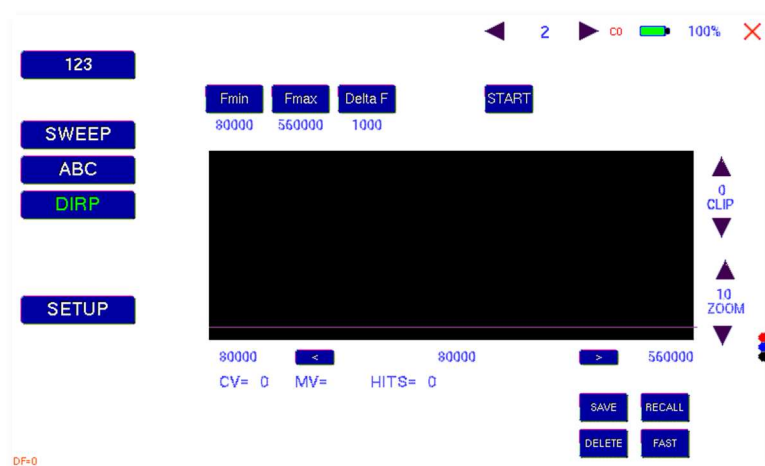 2 C0 100%
123
Fmin Fmax Delta F START
80000 560000 1000
SWEEP
ABC
DIRP
0
CLIP
SETUP
10
ZOOM
80000 < 80000 > 560000
CV= 0 MV= HITS= 0
SAVE RECALL
DELETE FAST
DF=0